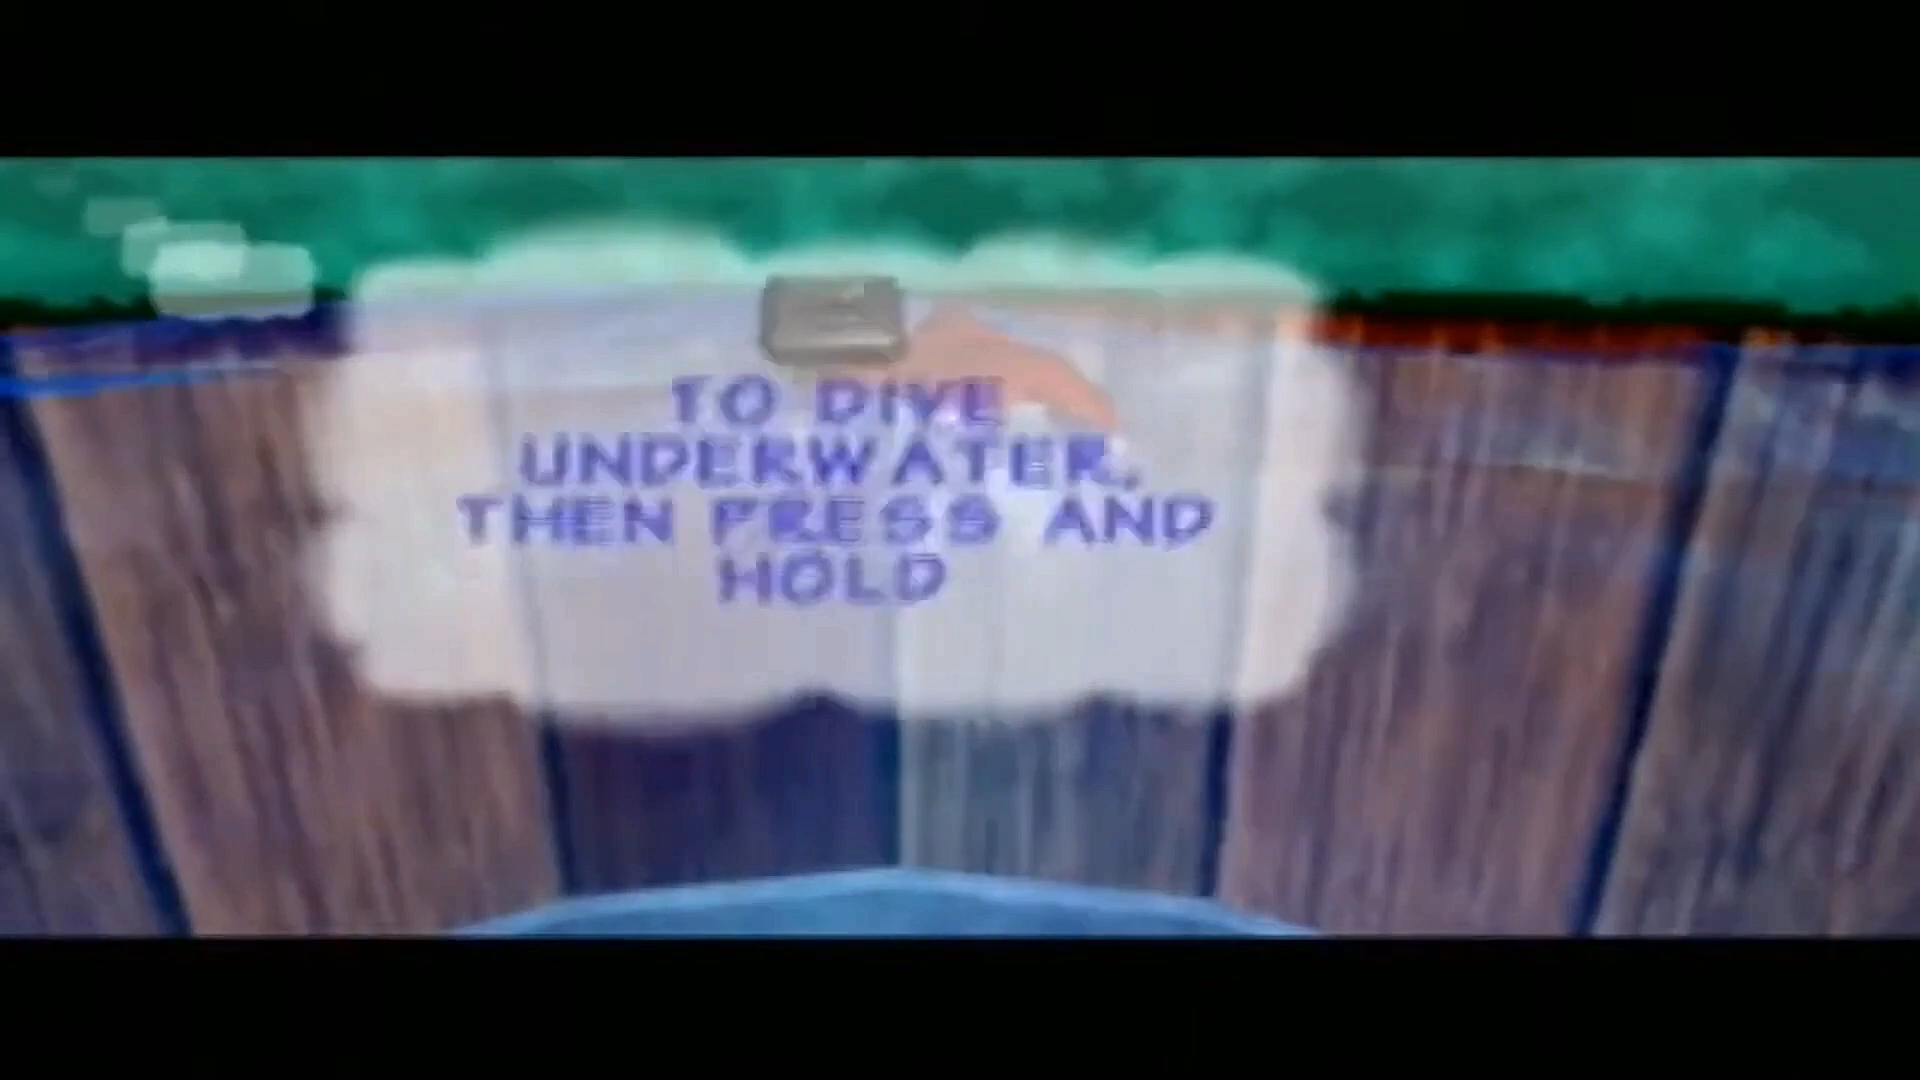 TO DIVE
UNDERWATER,
THEN PRESS AND
HOLD